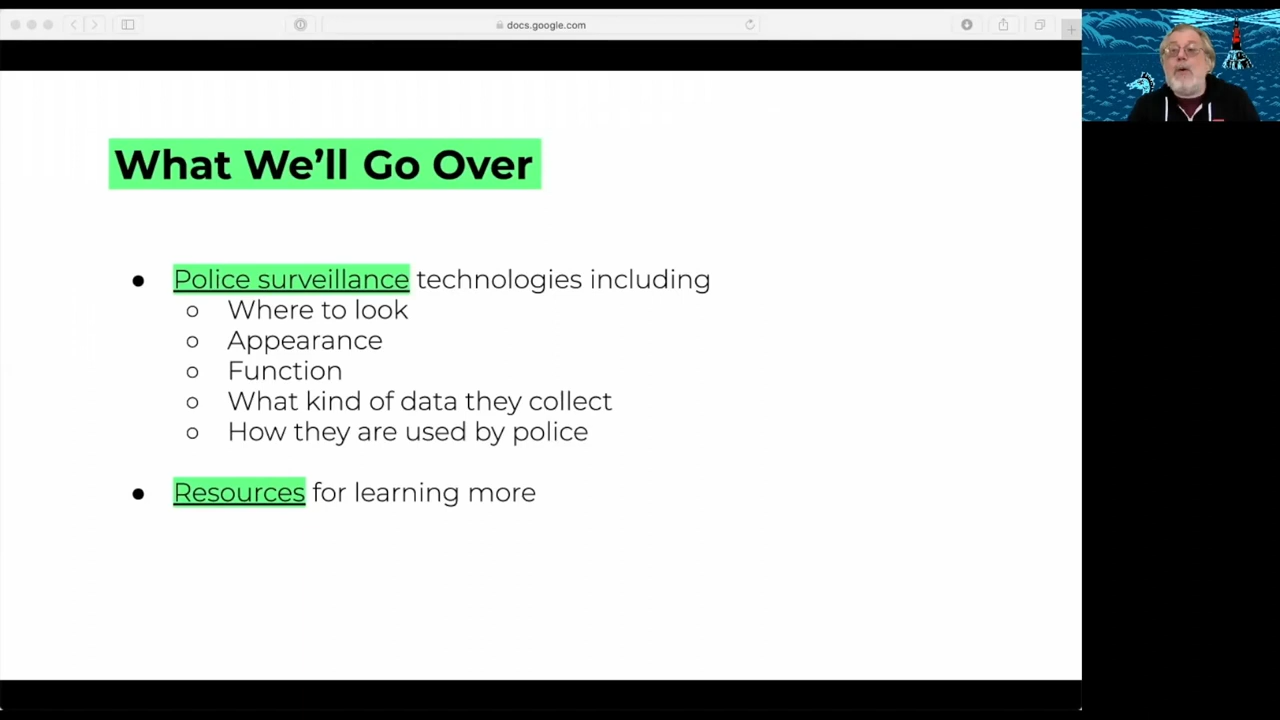 docs.google.com
What We’ll Go Over
● Police surveillance technologies including
○ Where to look
○ Appearance
○ Function
○ What kind of data they collect
○ How they are used by police
● Resources for learning more